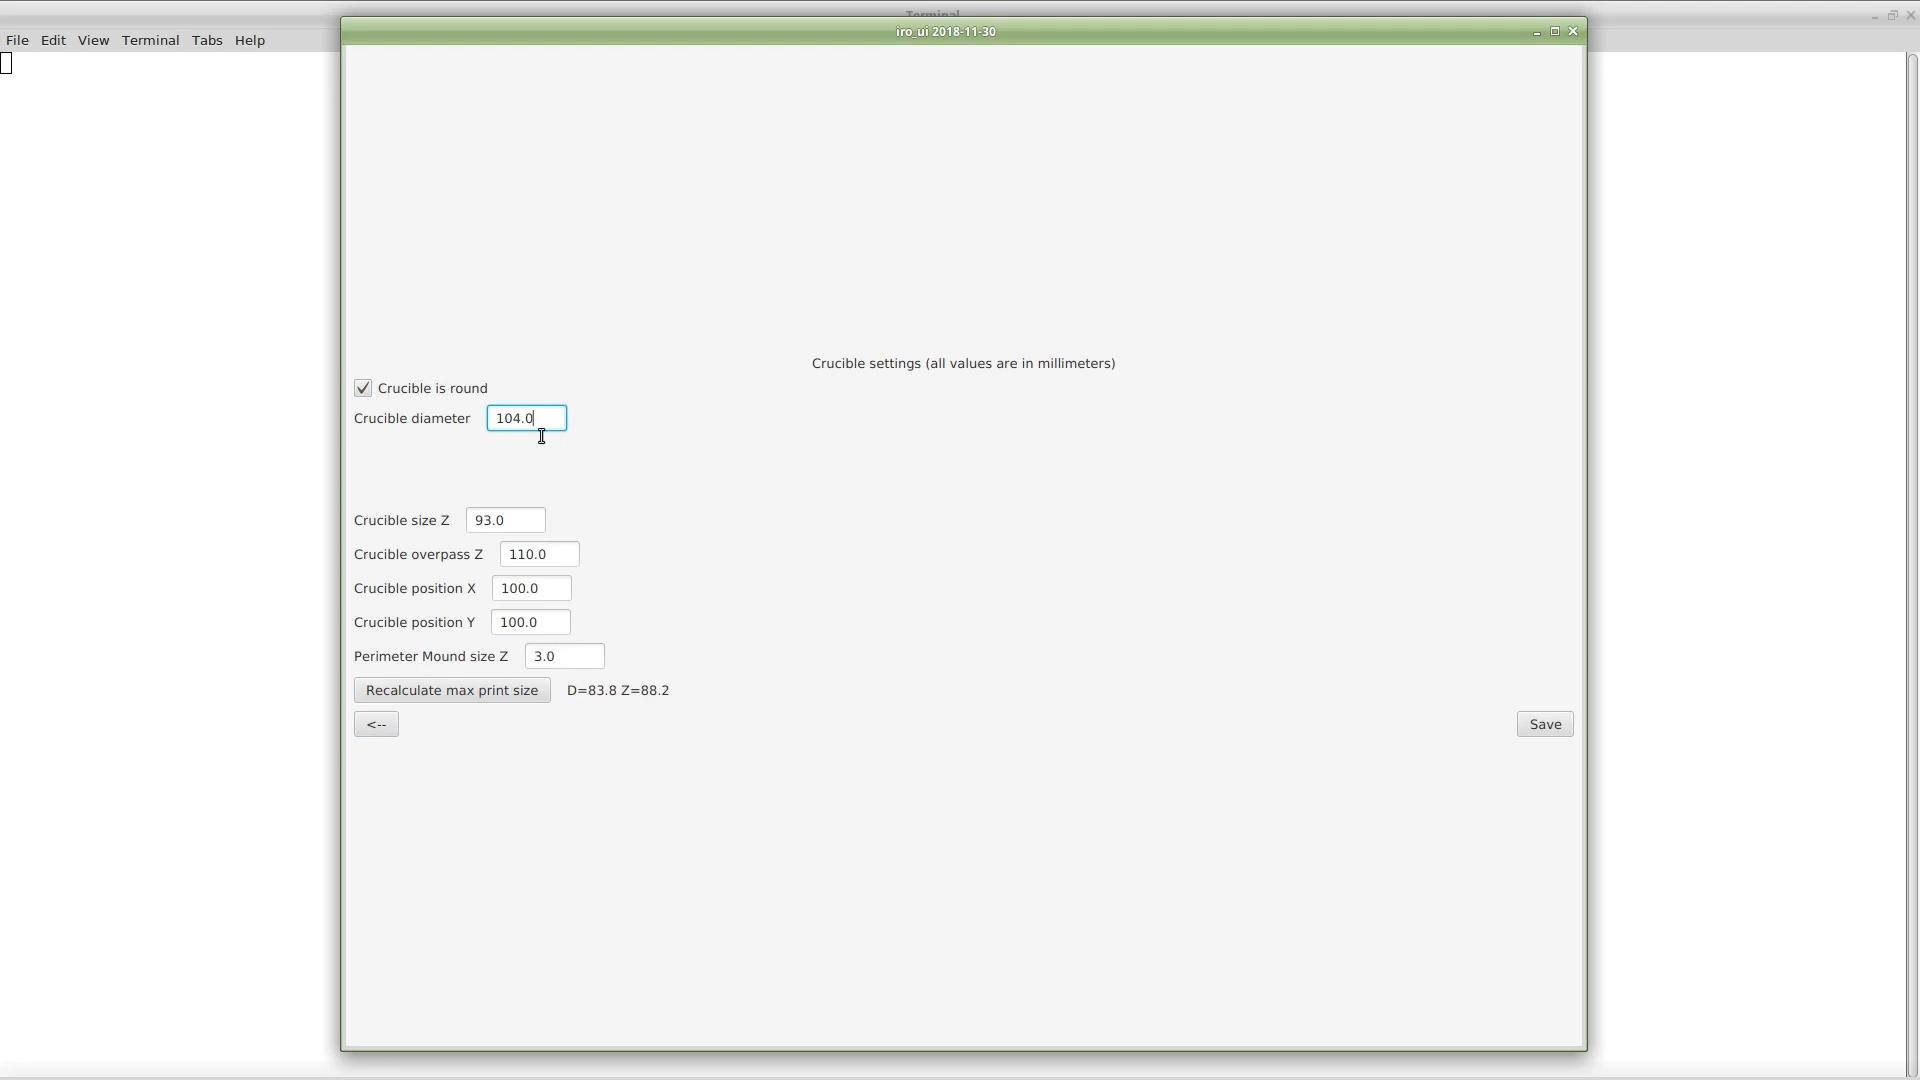 Terminal
iro_ui 2018-11-30
File Edit View Terminal Tabs Help
Crucible settings (all values are in millimeters)
Crucible is round
Crucible diameter 104.0
Crucible size Z 93.0
Crucible overpass Z 110.0
Crucible position X 100.0
Crucible position Y 100.0
Perimeter Mound size Z 3.0
Recalculate max print size D=83.8 Z=88.2
<-- Save